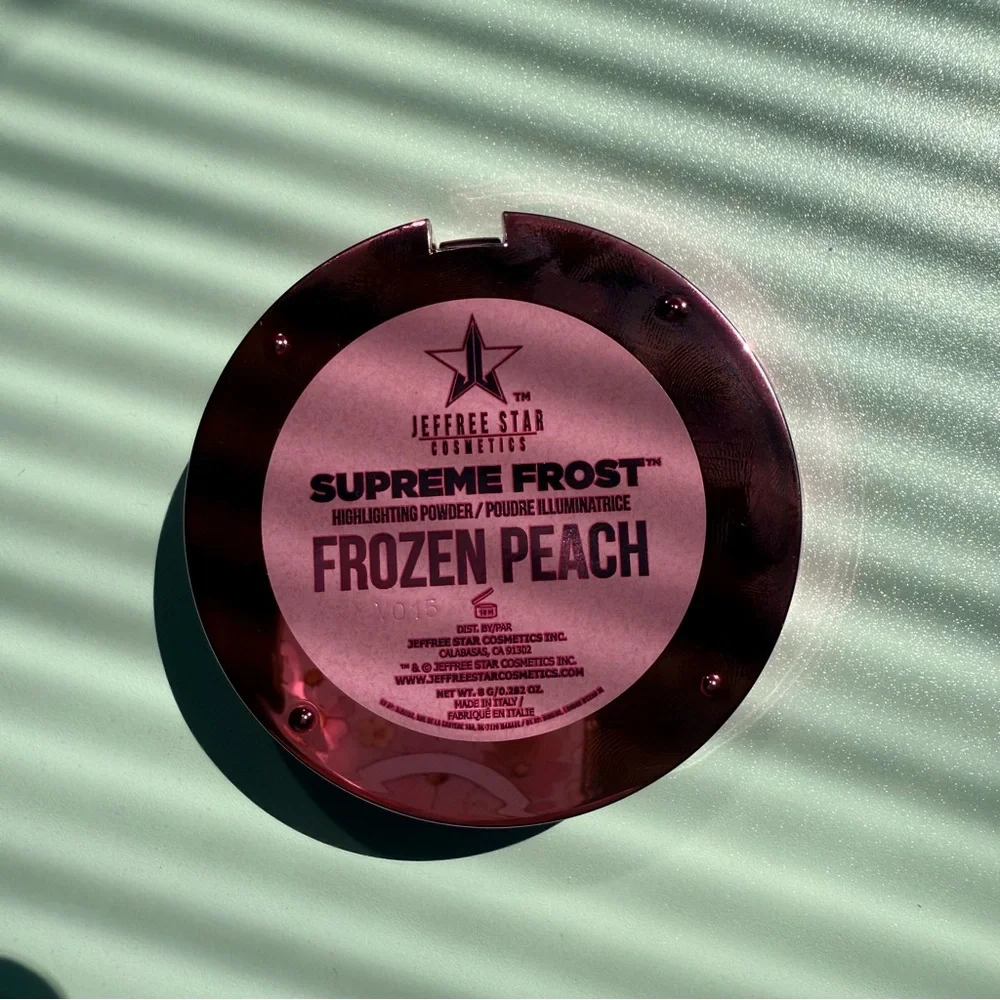 ™
JEFFREE STAR
COSMETICS
SUPREME FROST™
HIGHLIGHTING POWDER / POUDRE ILLUMINATRICE
FROZEN PEACH
DIST. BY/PAR
JEFFREE STAR COSMETICS INC.
CALABASAS, CA 91302
™ & © JEFFREE STAR COSMETICS INC.
WWW.JEFFREESTARCOSMETICS.COM
NET WT. 8 G/0.282 OZ.
MADE IN ITALY /
FABRIQUÉ EN ITALIE